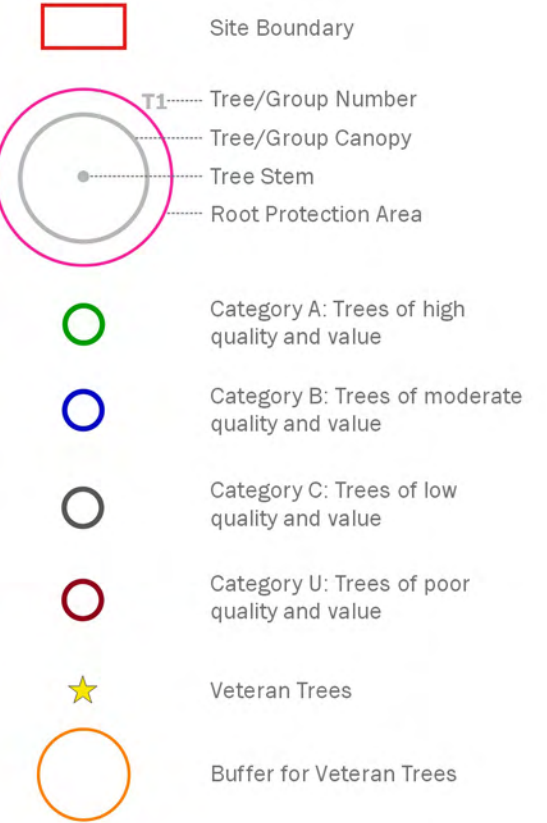 Site Boundary
T1
Tree/Group Number
Tree/Group Canopy
Tree Stem
Root Protection Area
Category A: Trees of high
quality and value
Category B: Trees of moderate
quality and value
Category C: Trees of low
quality and value
Category U: Trees of poor
quality and value
Veteran Trees
Buffer for Veteran Trees